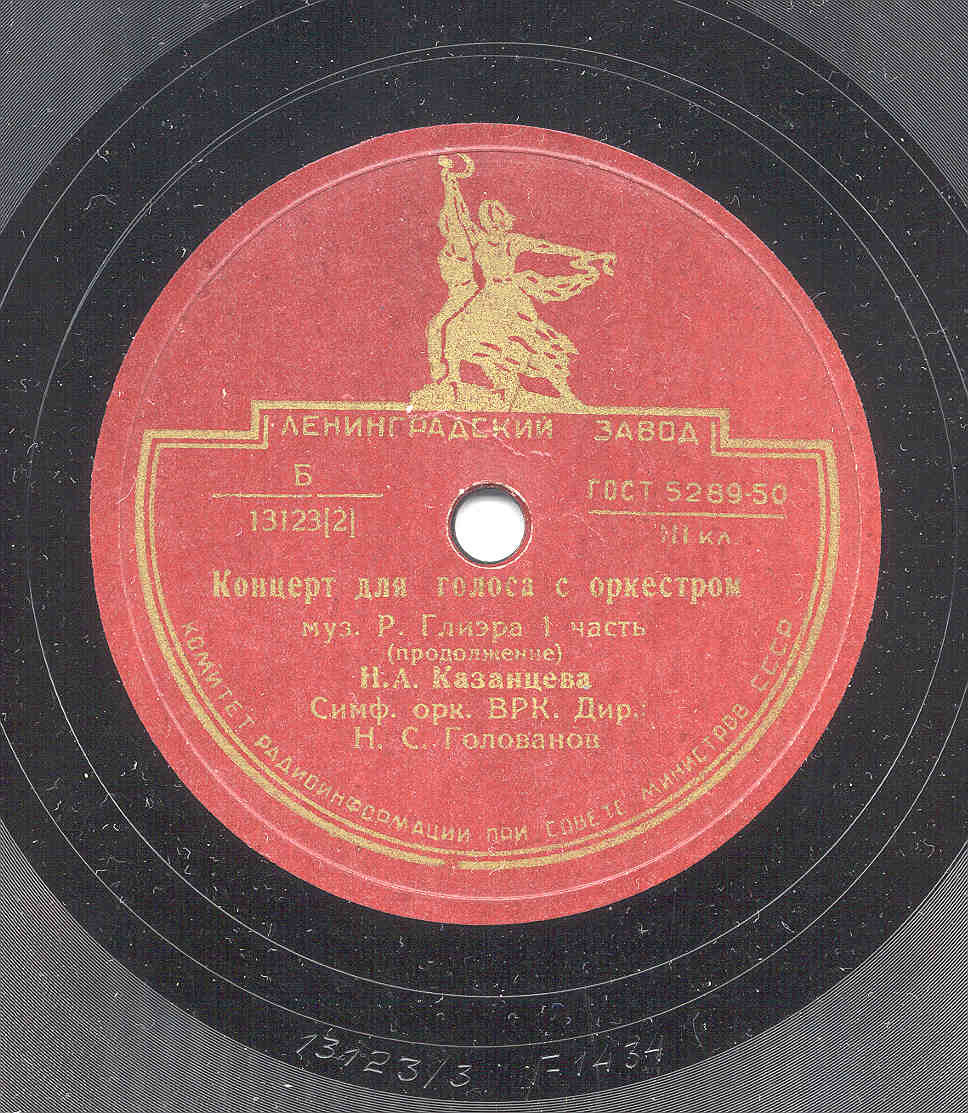 ЛЕНИНГРАДСКИЙ ЗАВОД
Б
13123[2]
ГОСТ 5289-50
III кл.
Концерт для голоса с оркестром
муз. Р. Глиэра 1 часть
(продолжение)
Н.А. Казанцева
Симф. орк. ВРК. Дир.:
Н. С. Голованов
КОМИТЕТ РАДИОИНФОРМАЦИИ ПРИ СОВЕТЕ МИНИСТРОВ СССР
13123/3 Г-1434